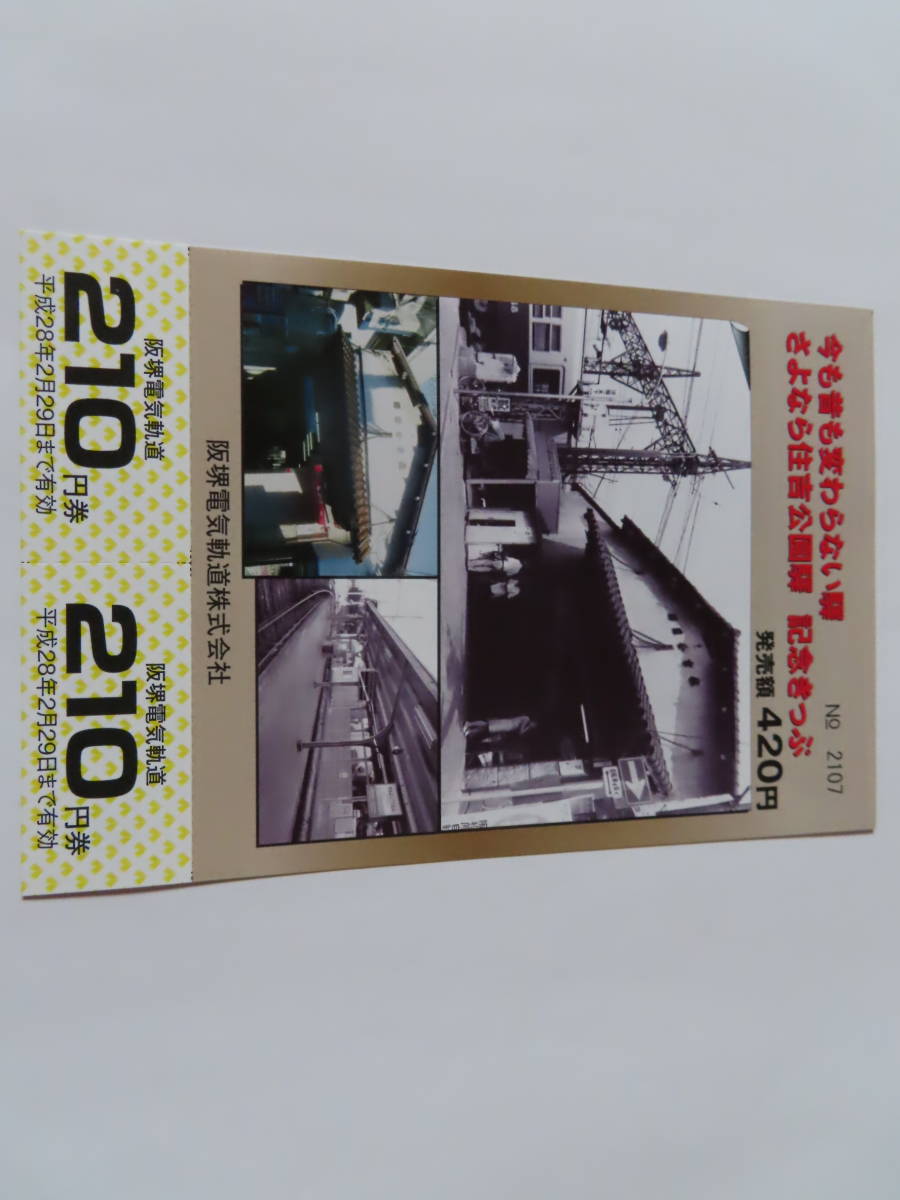 今も昔も変わらない駅
さよなら住吉公園駅 記念きっぷ
No 2107
発売額 420円
阪堺電気軌道株式会社
阪堺電気軌道
210円券
平成28年2月29日まで有効
阪堺電気軌道
210円券
平成28年2月29日まで有効